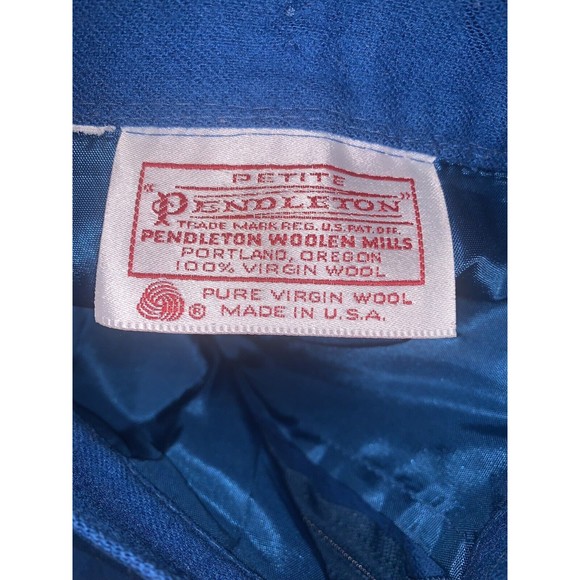 PETITE
"PENDLETON"
TRADE MARK REG. U.S. PAT. OFF.
PENDLETON WOOLEN MILLS
PORTLAND, OREGON
100% VIRGIN WOOL
® PURE VIRGIN WOOL
MADE IN U.S.A.